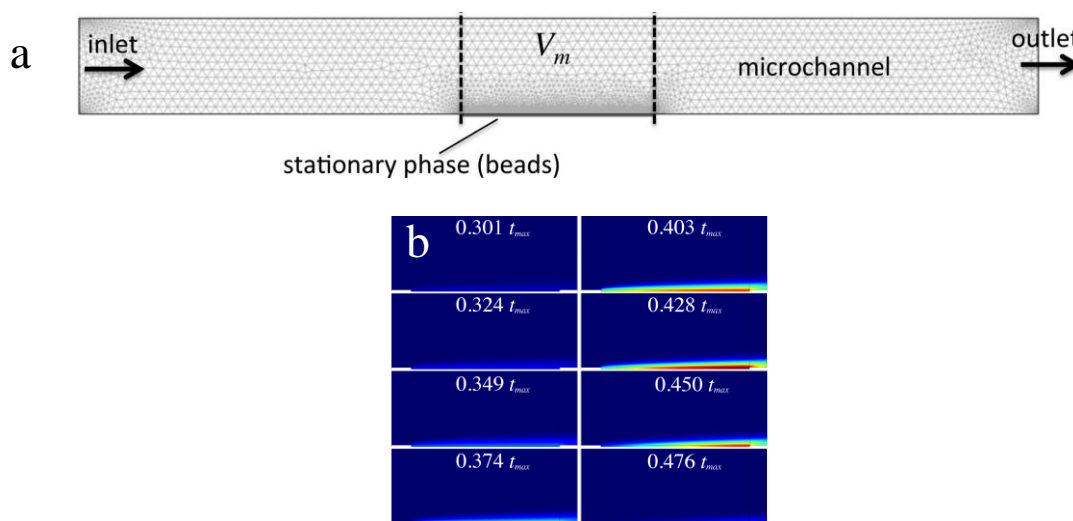 a
inlet
V_m
microchannel
outlet
stationary phase (beads)
b
0.301 t_max
0.403 t_max
0.324 t_max
0.428 t_max
0.349 t_max
0.450 t_max
0.374 t_max
0.476 t_max